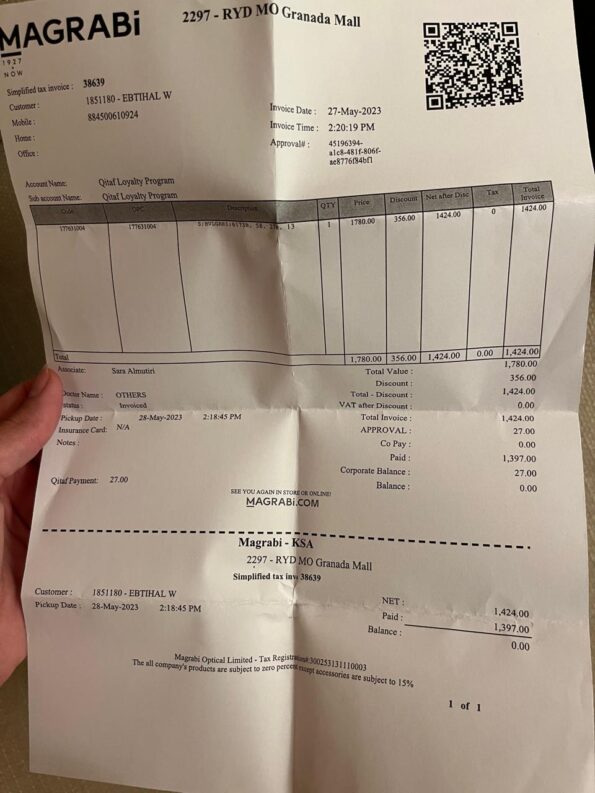 MAGRABi
1927
NOW
2297 - RYD MO Granada Mall
Simplified tax invoice : 38639
Customer : 1851180 - EBTIHAL W
Mobile : 884500610924
Home :
Office :
Invoice Date : 27-May-2023
Invoice Time : 2:20:19 PM
Approval# : 45196394-
a1c8-481f-806f-
ae8776f84bf1
Account Name: Qitaf Loyalty Program
Sub account Name: Qitaf Loyalty Program
Code OPC Description QTY Price Discount Net after Disc Tax Total Invoice
177631004 177631004 1 1780.00 356.00 1424.00 0 1424.00
Total 1,780.00 356.00 1,424.00 0.00 1,424.00
Associate: Sara Almutiri
Doctor Name : OTHERS
Status : Invoiced
Pickup Date : 28-May-2023 2:18:45 PM
Insurance Card: N/A
Notes :
Qitaf Payment: 27.00
Total Value : 1,780.00
Discount : 356.00
Total - Discount : 1,424.00
VAT after Discount : 0.00
Total Invoice : 1,424.00
APPROVAL : 27.00
Co Pay : 0.00
Paid : 1,397.00
Corporate Balance : 27.00
Balance : 0.00
SEE YOU AGAIN IN STORE OR ONLINE!
MAGRABi.COM
Magrabi - KSA
2297 - RYD MO Granada Mall
Simplified tax inv 38639
Customer : 1851180 - EBTIHAL W
Pickup Date : 28-May-2023 2:18:45 PM
NET : 1,424.00
Paid : 1,397.00
Balance : 0.00
Magrabi Optical Limited - Tax Registration#:300253131110003
The all company's products are subject to zero percent except accessories are subject to 15%
1 of 1